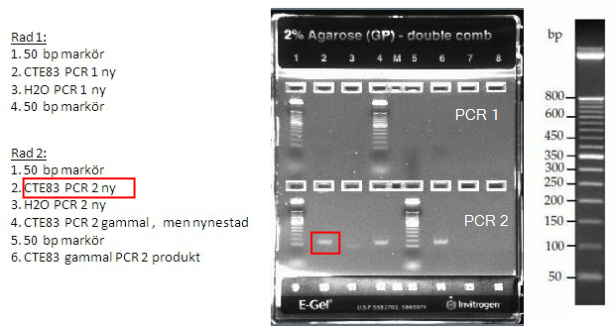 Rad 1:
1. 50 bp markör
2. CTE83 PCR 1 ny
3. H2O PCR 1 ny
4. 50 bp markör
Rad 2:
1. 50 bp markör
2. CTE83 PCR 2 ny
3. H2O PCR 2 ny
4. CTE83 PCR 2 gammal , men nynestad
5. 50 bp markör
6. CTE83 gammal PCR 2 produkt
2% Agarose (GP) - double comb
1 2 3 4 M 5 6 7 8
PCR 1
PCR 2
E-Gel®
Invitrogen
bp
800
600
450
350
300
250
200
150
100
50